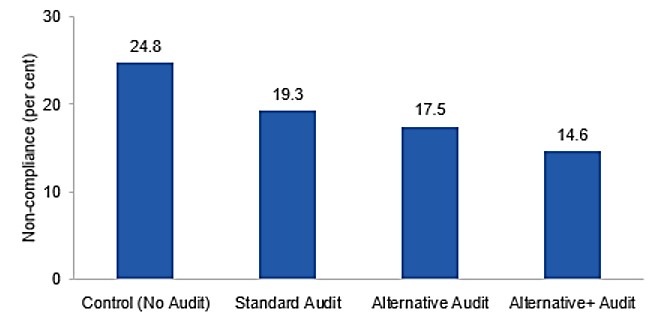 Non-compliance (per cent)
30
20
10
0
24.8
19.3
17.5
14.6
Control (No Audit)
Standard Audit
Alternative Audit
Alternative+ Audit